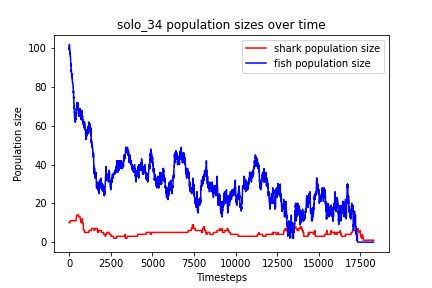 solo_34 population sizes over time
shark population size
fish population size
Population size
100
80
60
40
20
0
0
2500
5000
7500
10000
12500
15000
17500
Timesteps